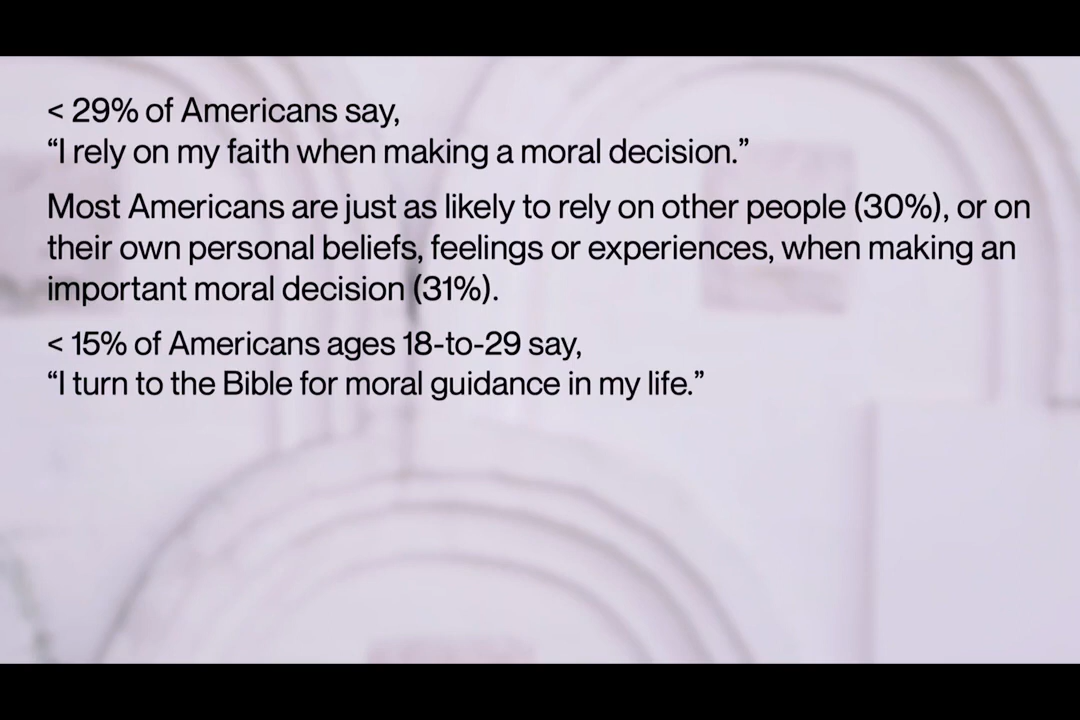 < 29% of Americans say,
“I rely on my faith when making a moral decision.”
Most Americans are just as likely to rely on other people (30%), or on
their own personal beliefs, feelings or experiences, when making an
important moral decision (31%).
< 15% of Americans ages 18-to-29 say,
“I turn to the Bible for moral guidance in my life.”